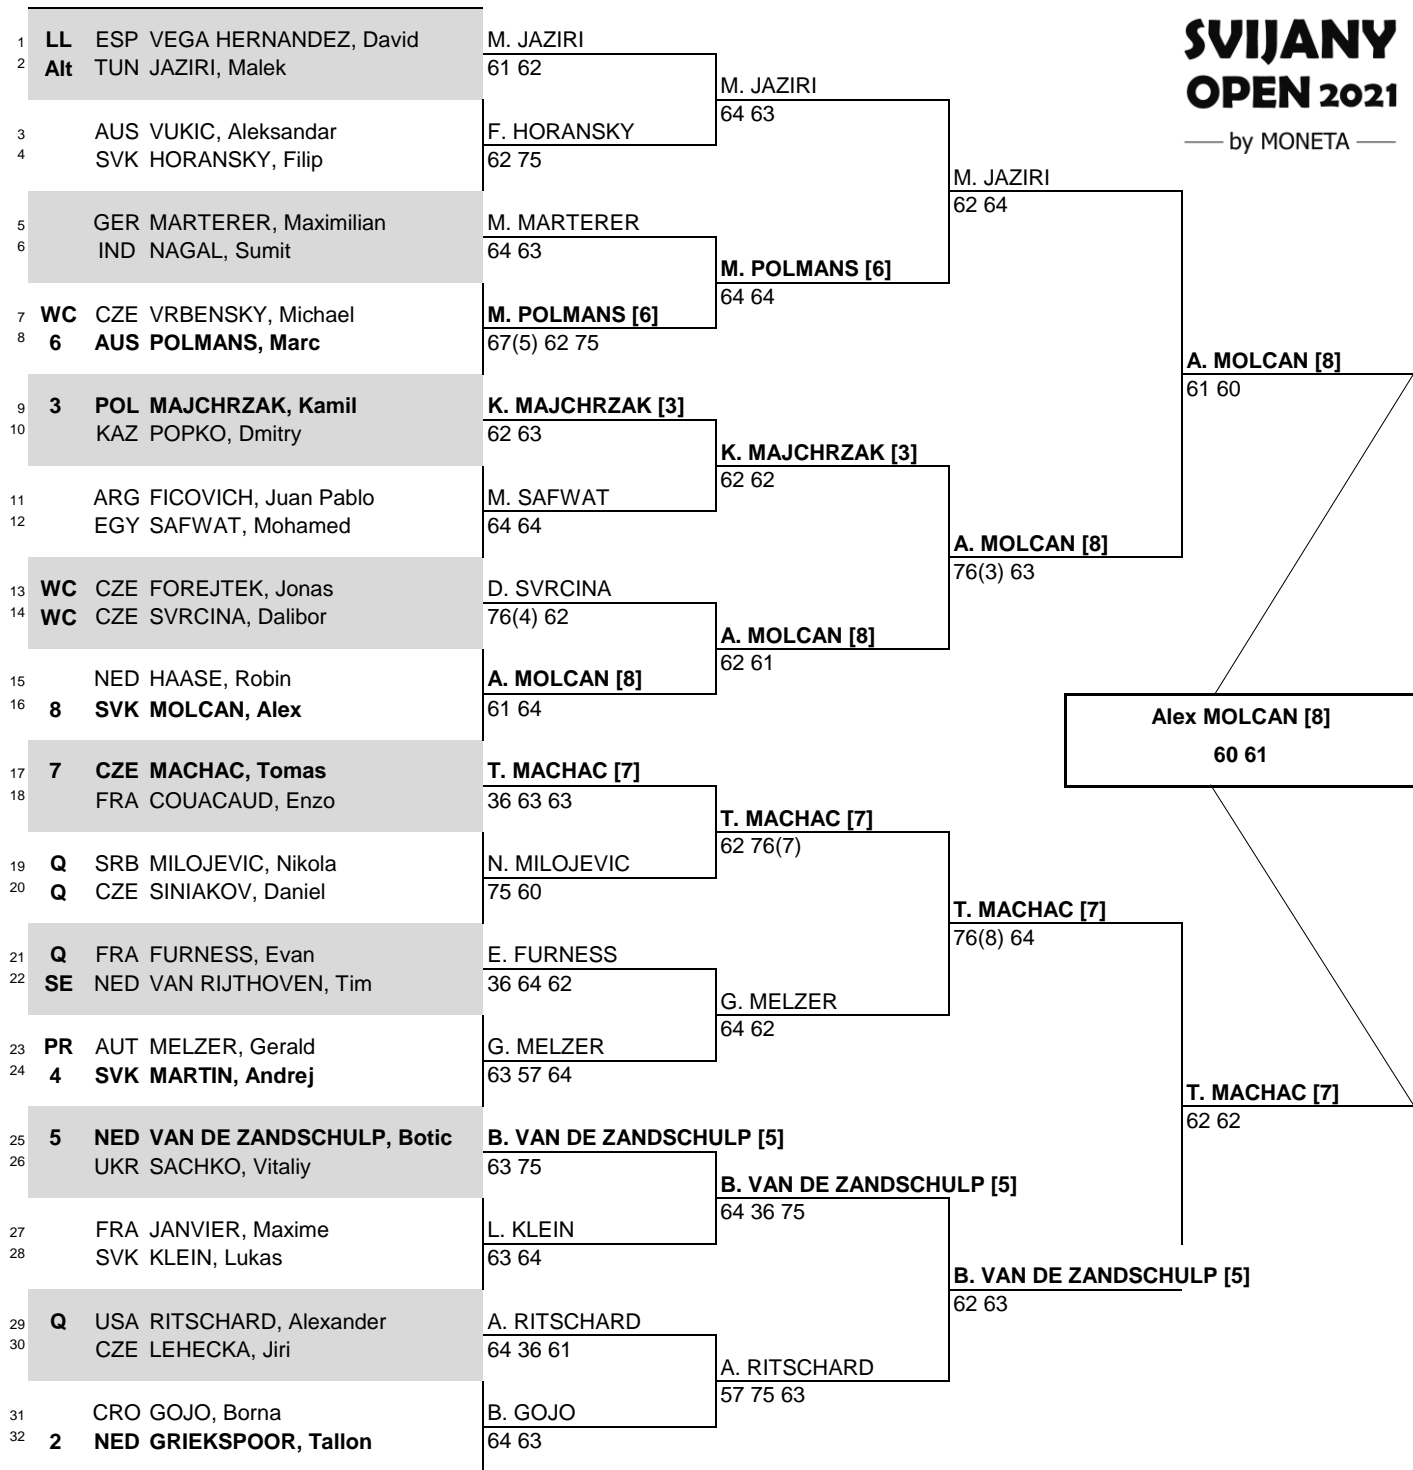 SVIJANY
OPEN 2021
by MONETA
1 LL ESP VEGA HERNANDEZ, David
2 Alt TUN JAZIRI, Malek
3 AUS VUKIC, Aleksandar
4 SVK HORANSKY, Filip
5 GER MARTERER, Maximilian
6 IND NAGAL, Sumit
7 WC CZE VRBENSKY, Michael
8 6 AUS POLMANS, Marc
9 3 POL MAJCHRZAK, Kamil
10 KAZ POPKO, Dmitry
11 ARG FICOVICH, Juan Pablo
12 EGY SAFWAT, Mohamed
13 WC CZE FOREJTEK, Jonas
14 WC CZE SVRCINA, Dalibor
15 NED HAASE, Robin
16 8 SVK MOLCAN, Alex
17 7 CZE MACHAC, Tomas
18 FRA COUACAUD, Enzo
19 Q SRB MILOJEVIC, Nikola
20 Q CZE SINIAKOV, Daniel
21 Q FRA FURNESS, Evan
22 SE NED VAN RIJTHOVEN, Tim
23 PR AUT MELZER, Gerald
24 4 SVK MARTIN, Andrej
25 5 NED VAN DE ZANDSCHULP, Botic
26 UKR SACHKO, Vitaliy
27 FRA JANVIER, Maxime
28 SVK KLEIN, Lukas
29 Q USA RITSCHARD, Alexander
30 CZE LEHECKA, Jiri
31 CRO GOJO, Borna
32 2 NED GRIEKSPOOR, Tallon
M. JAZIRI
61 62
F. HORANSKY
62 75
M. MARTERER
64 63
M. POLMANS [6]
67(5) 62 75
K. MAJCHRZAK [3]
62 63
M. SAFWAT
64 64
D. SVRCINA
76(4) 62
A. MOLCAN [8]
61 64
T. MACHAC [7]
36 63 63
N. MILOJEVIC
75 60
E. FURNESS
36 64 62
G. MELZER
63 57 64
B. VAN DE ZANDSCHULP [5]
63 75
L. KLEIN
63 64
A. RITSCHARD
64 36 61
B. GOJO
64 63
M. JAZIRI
64 63
M. POLMANS [6]
64 64
K. MAJCHRZAK [3]
62 62
A. MOLCAN [8]
62 61
T. MACHAC [7]
62 76(7)
G. MELZER
64 62
B. VAN DE ZANDSCHULP [5]
64 36 75
A. RITSCHARD
57 75 63
M. JAZIRI
62 64
A. MOLCAN [8]
76(3) 63
T. MACHAC [7]
76(8) 64
B. VAN DE ZANDSCHULP [5]
62 63
A. MOLCAN [8]
61 60
T. MACHAC [7]
62 62
Alex MOLCAN [8]
60 61